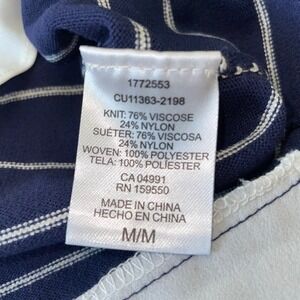 1772553
CU11363-2198
KNIT: 76% VISCOSE
24% NYLON
SUÉTER: 76% VISCOSA
24% NYLON
WOVEN: 100% POLYESTER
TELA: 100% POLIÉSTER
CA 04991
RN 159550
MADE IN CHINA
HECHO EN CHINA
M/M